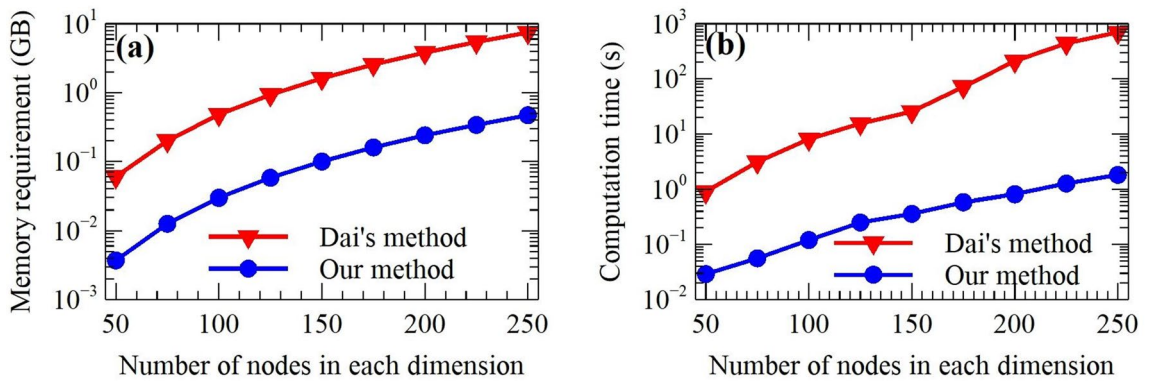 (a)
Memory requirement (GB)
10^1
10^0
10^-1
10^-2
10^-3
Dai's method
Our method
50 100 150 200 250
Number of nodes in each dimension
(b)
Computation time (s)
10^3
10^2
10^1
10^0
10^-1
10^-2
Dai's method
Our method
50 100 150 200 250
Number of nodes in each dimension